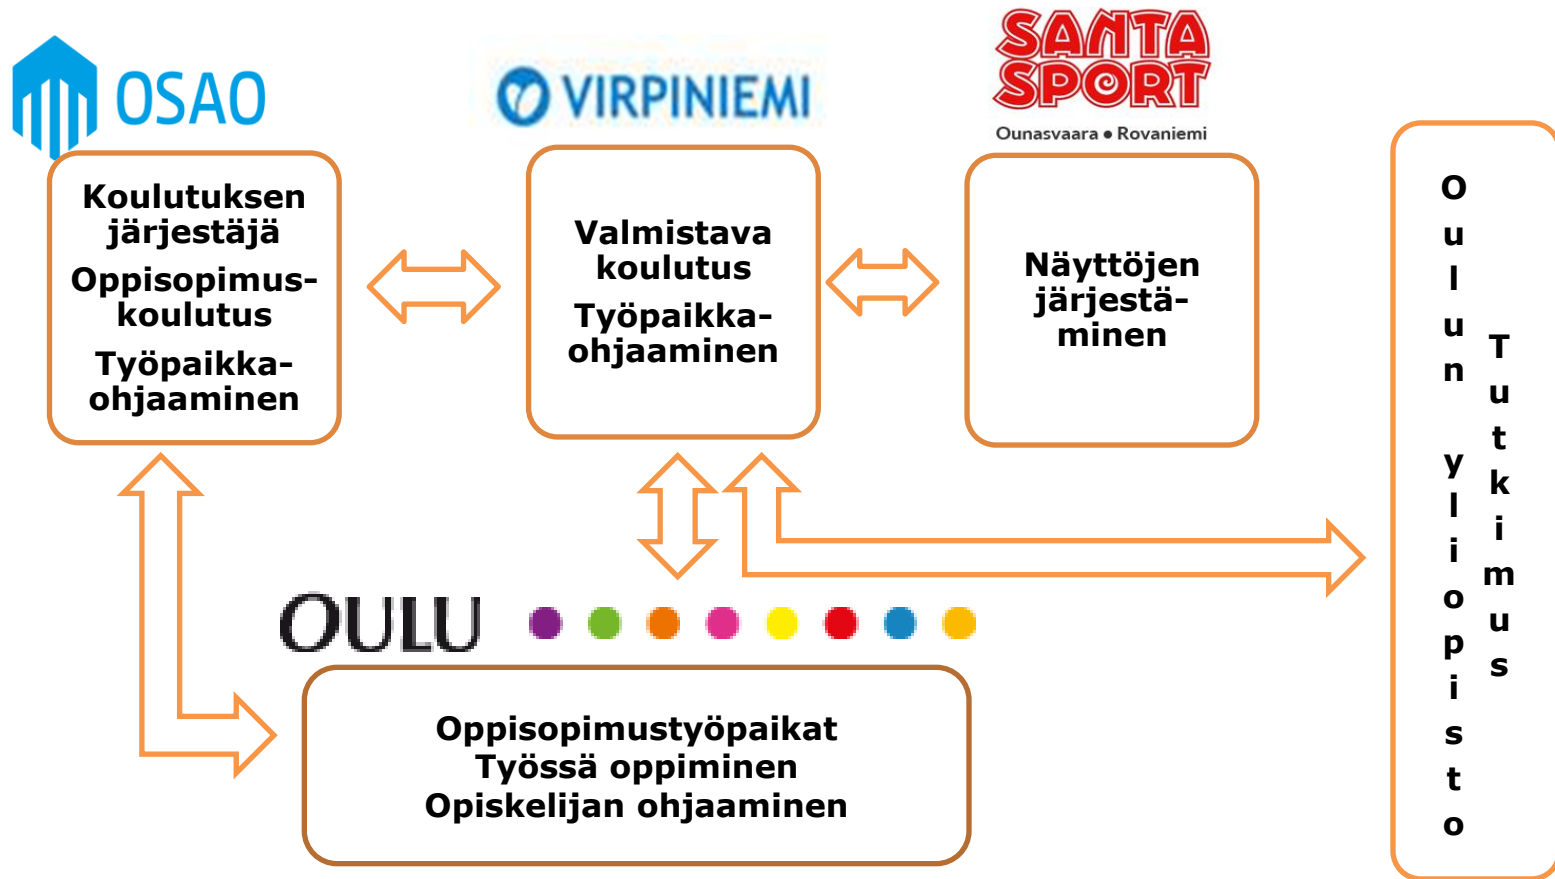 OSAO
VIRPINIEMI
SANTA
SPORT
Ounasvaara • Rovaniemi
Koulutuksen
järjestäjä
Oppisopimus-
koulutus
Työpaikka-
ohjaaminen
Valmistava
koulutus
Työpaikka-
ohjaaminen
Näyttöjen
järjestä-
minen
Oulun yliopisto
Tutkimus
OULU
Oppisopimustyöpaikat
Työssä oppiminen
Opiskelijan ohjaaminen